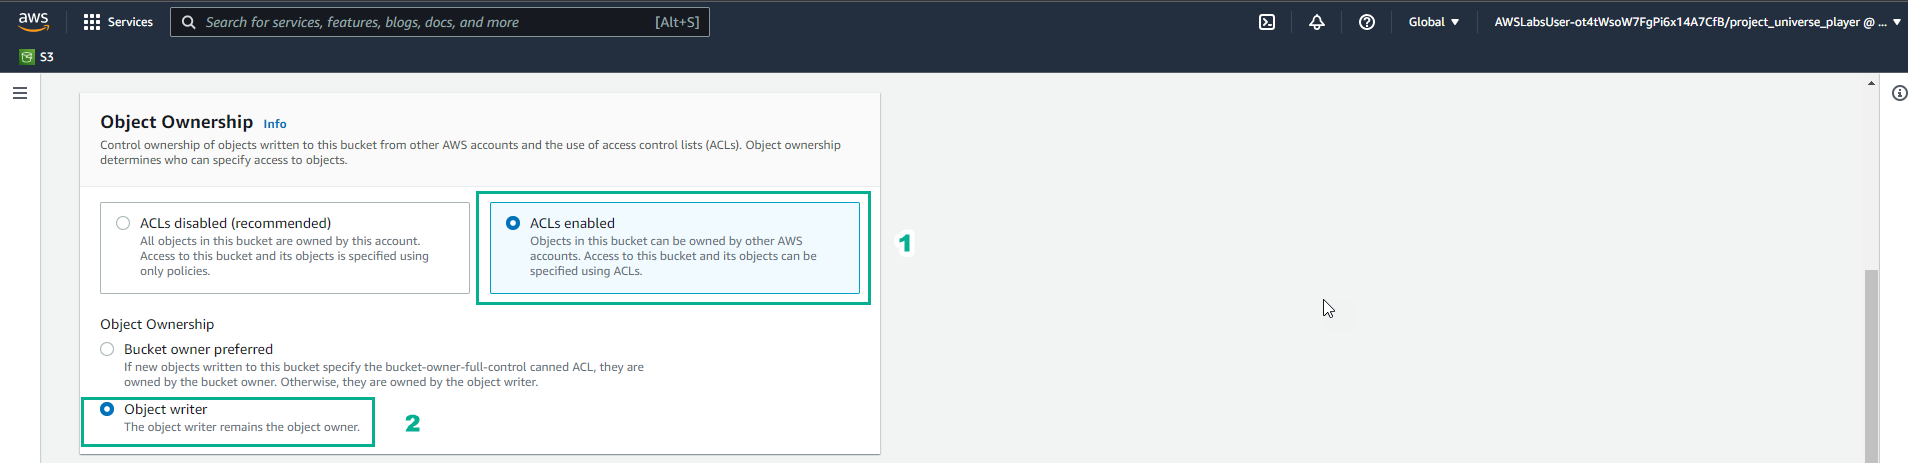 aws
Services
Search for services, features, blogs, docs, and more
[Alt+S]
Global
AWSLabsUser-ot4tWsoW7FgPi6x14A7CfB/project_universe_player @ ...
S3
Object Ownership Info
Control ownership of objects written to this bucket from other AWS accounts and the use of access control lists (ACLs). Object ownership
determines who can specify access to objects.
ACLs disabled (recommended)
All objects in this bucket are owned by this account.
Access to this bucket and its objects is specified using
only policies.
ACLs enabled
Objects in this bucket can be owned by other AWS
accounts. Access to this bucket and its objects can be
specified using ACLs.
1
Object Ownership
Bucket owner preferred
If new objects written to this bucket specify the bucket-owner-full-control canned ACL, they are
owned by the bucket owner. Otherwise, they are owned by the object writer.
Object writer
The object writer remains the object owner.
2